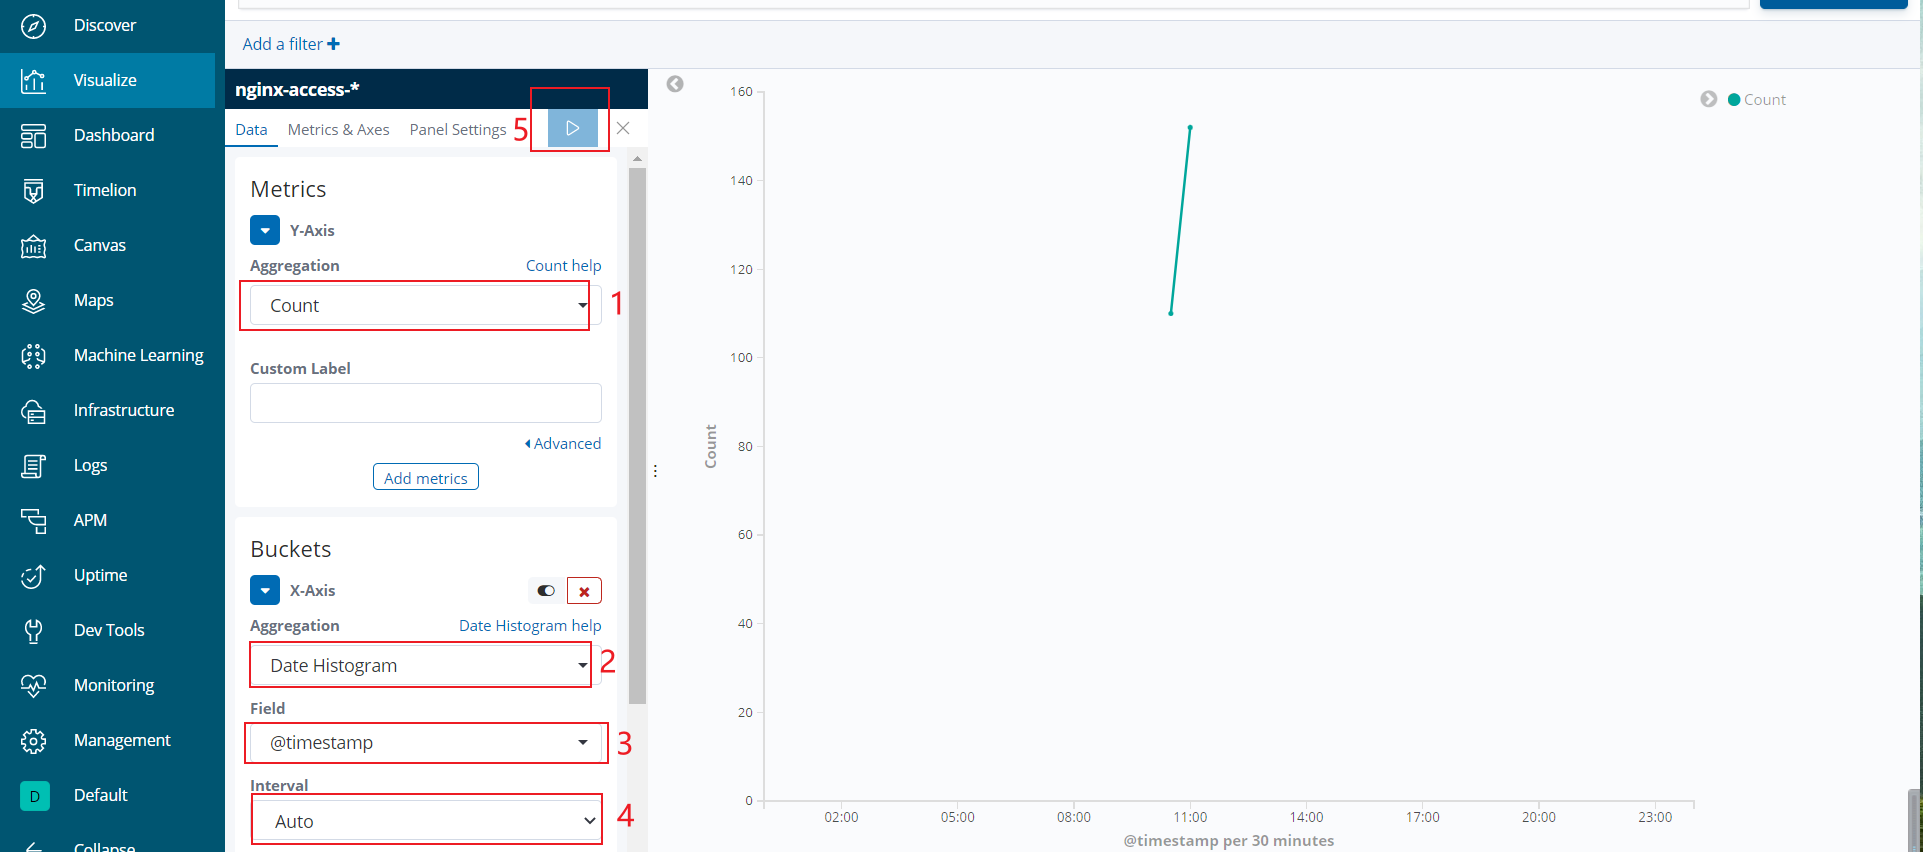 Discover
Visualize
Dashboard
Timelion
Canvas
Maps
Machine Learning
Infrastructure
Logs
APM
Uptime
Dev Tools
Monitoring
Management
D Default
Collapse
Add a filter
nginx-access-*
Data Metrics & Axes Panel Settings 5
Metrics
Y-Axis
Aggregation Count help
Count 1
Custom Label
Advanced
Add metrics
Buckets
X-Axis
Aggregation Date Histogram help
Date Histogram 2
Field
@timestamp 3
Interval
Auto 4
Count
160
140
120
100
80
60
40
20
0
Count
02:00 05:00 08:00 11:00 14:00 17:00 20:00 23:00
@timestamp per 30 minutes